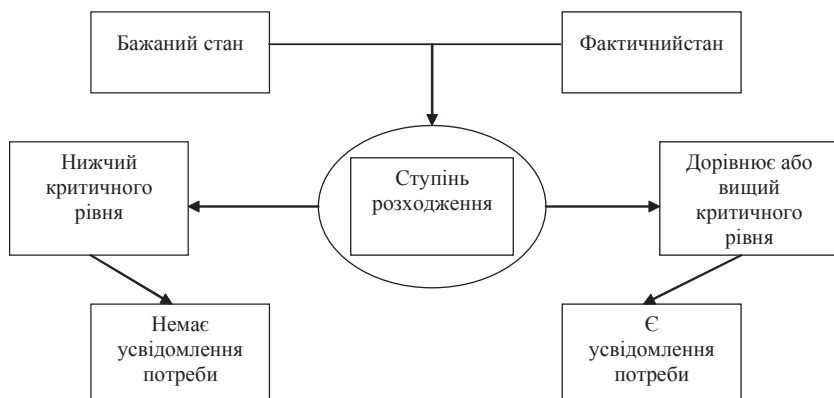 Бажаний стан
Фактичнийстан
Нижчий
критичного
рівня
Ступінь
розходження
Дорівнює або
вищий
критичного
рівня
Немає
усвідомлення
потреби
Є
усвідомлення
потреби